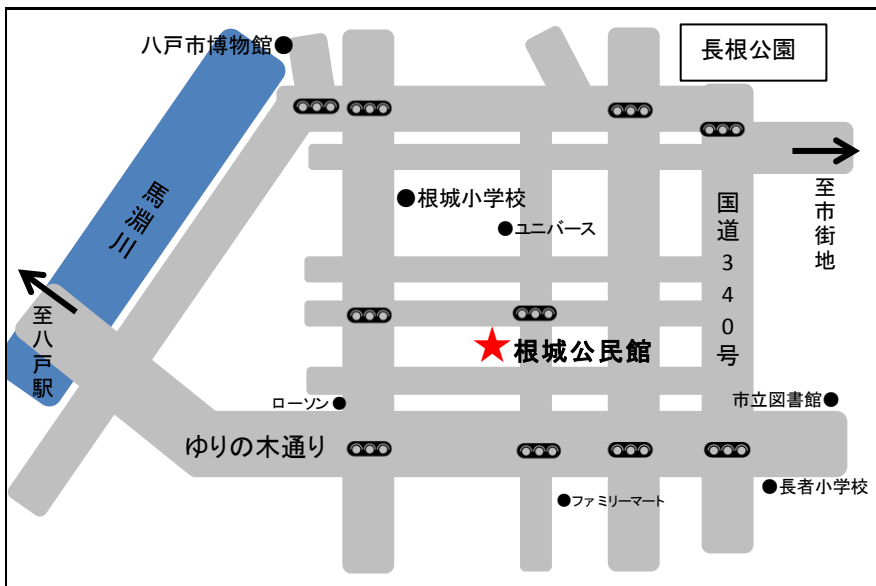 八戸市博物館
長根公園
馬淵川
根城小学校
ユニバース
国道340号
至市街地
至八戸駅
根城公民館
ローソン
市立図書館
ゆりの木通り
長者小学校
ファミリーマート